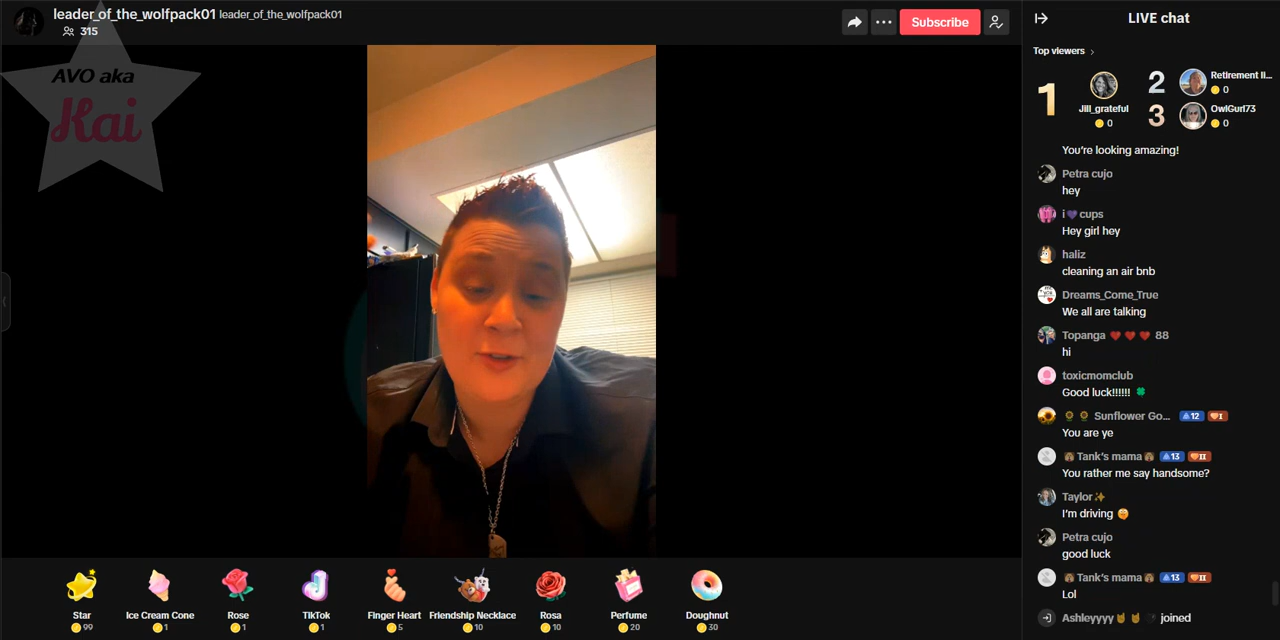 leader_of_the_wolfpack01 leader_of_the_wolfpack01
315
Subscribe
AVO aka
Kai
LIVE chat
Top viewers
1
Jill_grateful
0
2
Retirement li...
0
3
OwlGurl73
0
You're looking amazing!
Petra cujo
hey
i 💜 cups
Hey girl hey
haliz
cleaning an air bnb
Dreams_Come_True
We all are talking
Topanga ❤️ ❤️ ❤️ 88
hi
toxicmomclub
Good luck!!!!!! 🍀
🌻 🌻 Sunflower Go... 12 I
You are ye
Tank's mama 13 II
You rather me say handsome?
Taylor✨
I'm driving
Petra cujo
good luck
Tank's mama 13 II
Lol
Ashleyyyy joined
Star
99
Ice Cream Cone
1
Rose
1
TikTok
1
Finger Heart
5
Friendship Necklace
10
Rosa
10
Perfume
20
Doughnut
30